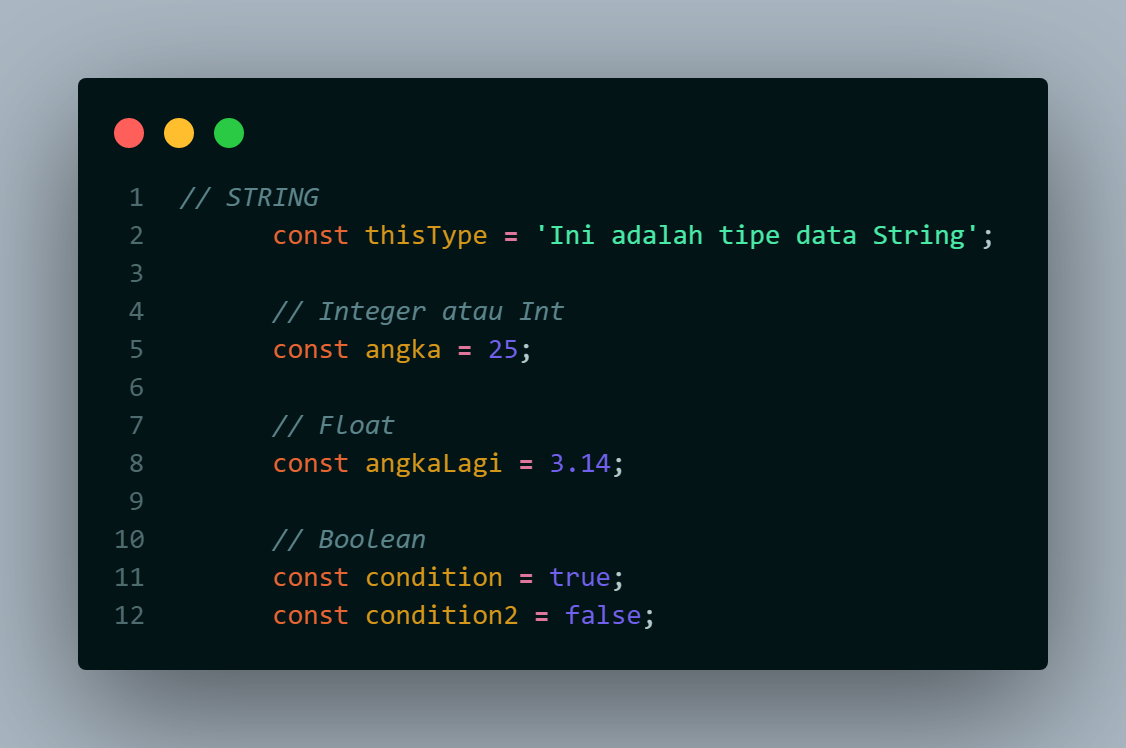 1 // STRING
2 const thisType = 'Ini adalah tipe data String';
3
4 // Integer atau Int
5 const angka = 25;
6
7 // Float
8 const angkaLagi = 3.14;
9
10 // Boolean
11 const condition = true;
12 const condition2 = false;